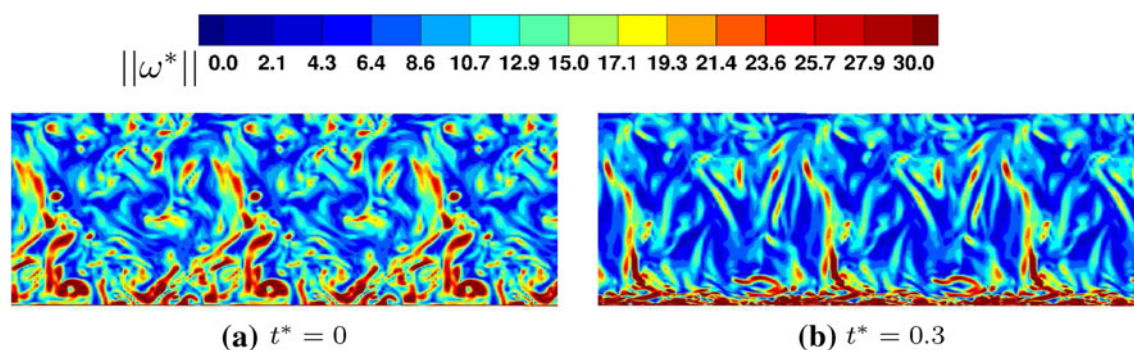 ||ω*|| 0.0 2.1 4.3 6.4 8.6 10.7 12.9 15.0 17.1 19.3 21.4 23.6 25.7 27.9 30.0
(a) t* = 0
(b) t* = 0.3